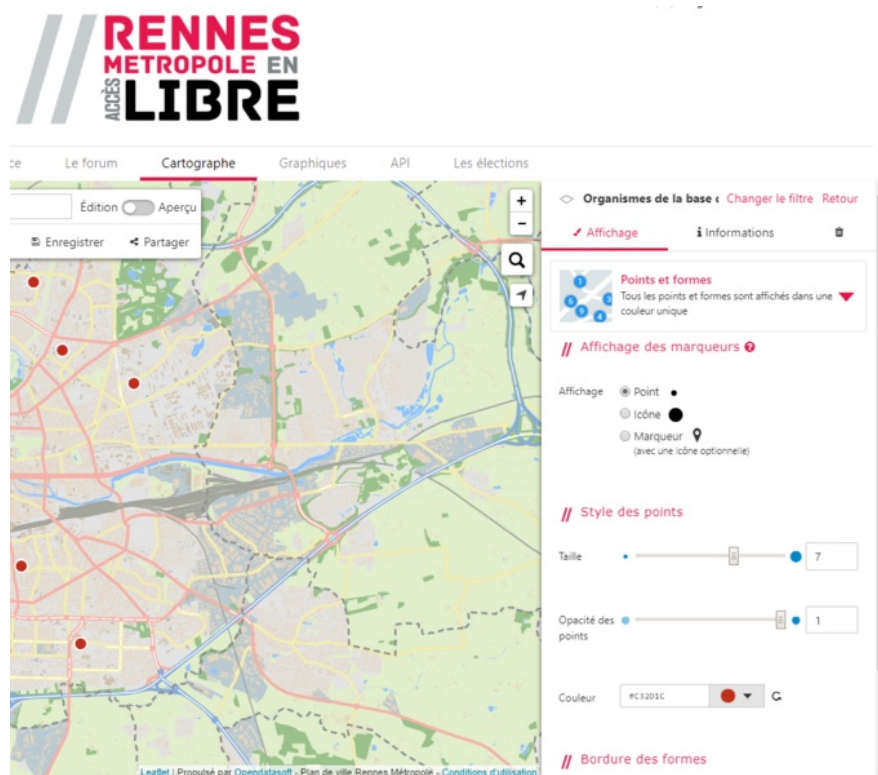 RENNES
METROPOLE EN
ACCÈS
LIBRE
ce Le forum Cartographe Graphiques API Les élections
Édition Aperçu
Enregistrer Partager
+
−
Organismes de la base Changer le filtre Retour
Affichage Informations
Points et formes
Tous les points et formes sont affichés dans une
couleur unique
// Affichage des marqueurs ?
Affichage Point
Icône
Marqueur
(avec une icône optionnelle)
// Style des points
Taille 7
Opacité des 1
points
Couleur #C32D1C
// Bordure des formes
Leaflet | Propulsé par Opendatasoft - Plan de ville Rennes Métropole - Conditions d'utilisation